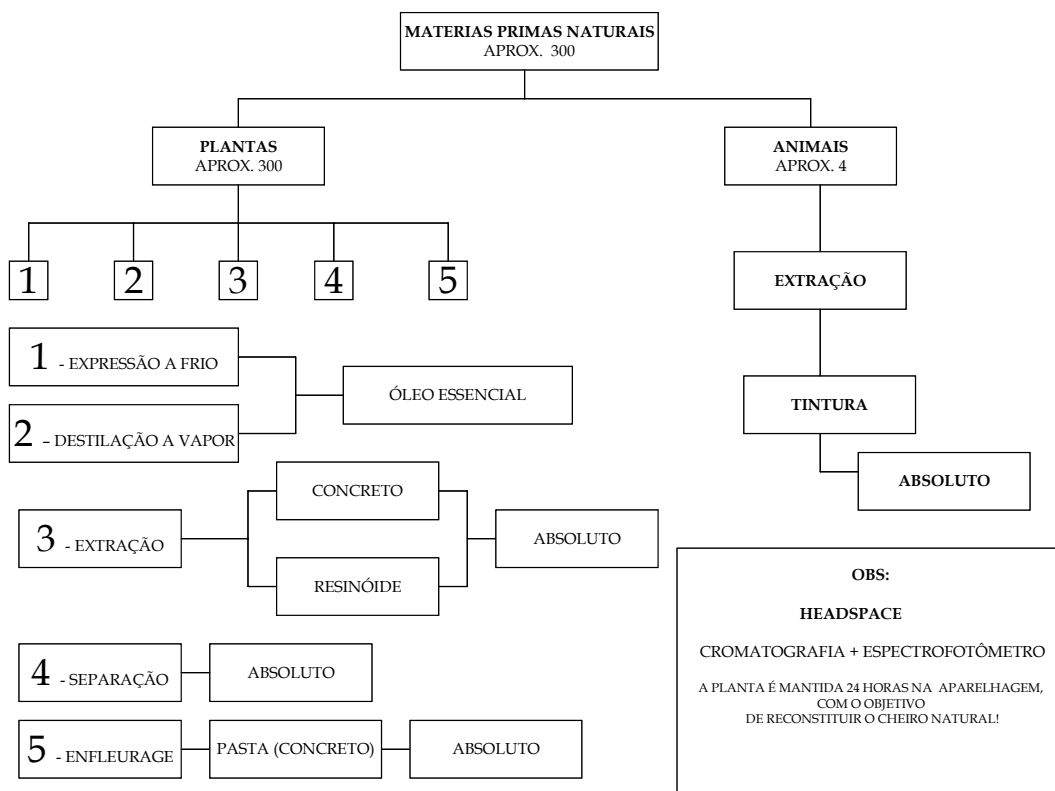 MATERIAS PRIMAS NATURAIS
APROX. 300
PLANTAS
APROX. 300
ANIMAIS
APROX. 4
1
2
3
4
5
EXTRAÇÃO
1 - EXPRESSÃO A FRIO
ÓLEO ESSENCIAL
TINTURA
2 – DESTILAÇÃO A VAPOR
CONCRETO
ABSOLUTO
3 - EXTRAÇÃO
ABSOLUTO
RESINÓIDE
4 - SEPARAÇÃO
ABSOLUTO
5 - ENFLEURAGE
PASTA (CONCRETO)
ABSOLUTO
OBS:
HEADSPACE
CROMATOGRAFIA + ESPECTROFOTÔMETRO
A PLANTA É MANTIDA 24 HORAS NA APARELHAGEM,
COM O OBJETIVO
DE RECONSTITUIR O CHEIRO NATURAL!